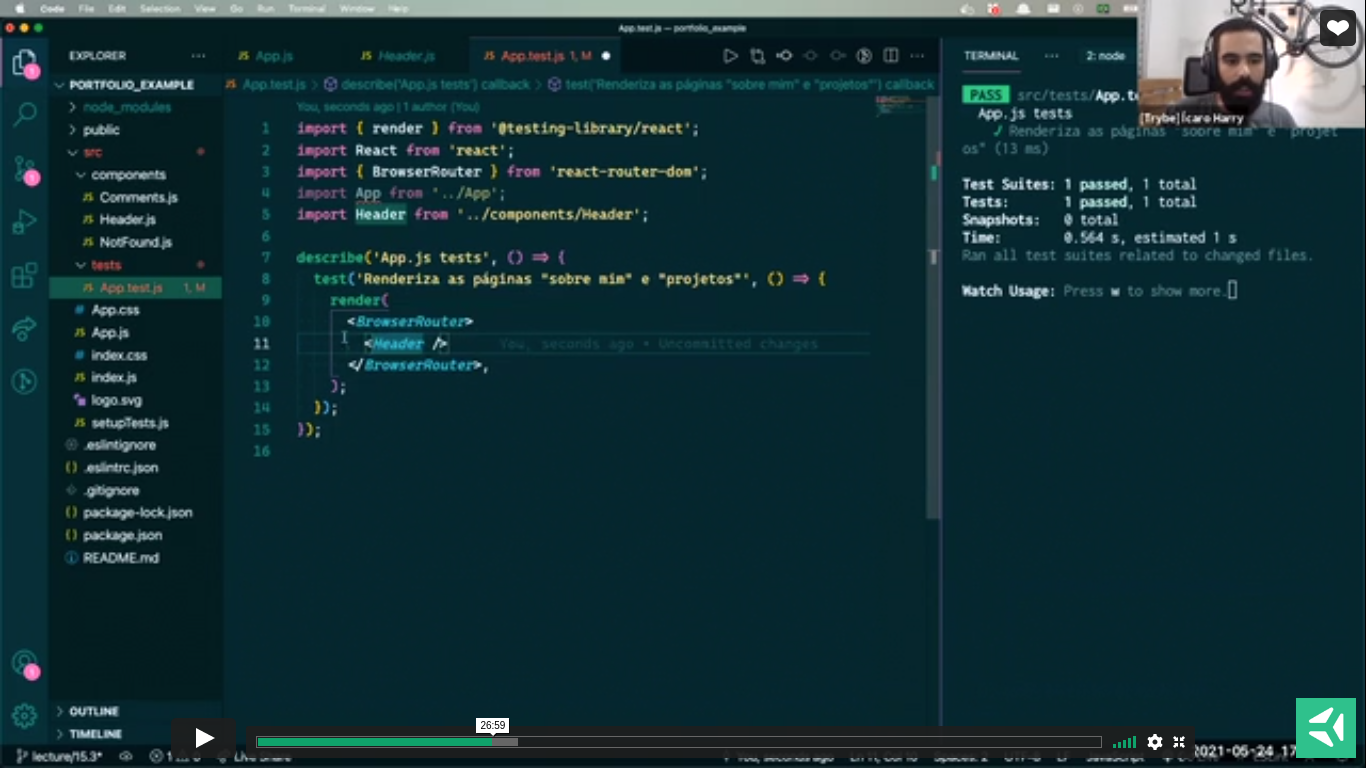 Code File Edit Selection View Go Run Terminal Window Help
App.test.js — portfolio_example
EXPLORER
PORTFOLIO_EXAMPLE
node_modules
public
src
components
Comments.js
Header.js
NotFound.js
tests
App.test.js 1, M
App.css
App.js
index.css
index.js
logo.svg
setupTests.js
.eslintignore
.eslintrc.json
.gitignore
package-lock.json
package.json
README.md
OUTLINE
TIMELINE
App.js Header.js App.test.js 1, M
App.test.js > describe('App.js tests') callback > test('Renderiza as páginas "sobre mim" e "projetos"') callback
You, seconds ago | 1 author (You)
1 import { render } from '@testing-library/react';
2 import React from 'react';
3 import { BrowserRouter } from 'react-router-dom';
4 import App from '../App';
5 import Header from '../components/Header';
6
7 describe('App.js tests', () => {
8 test('Renderiza as páginas "sobre mim" e "projetos"', () => {
9 render(
10 <BrowserRouter>
11 <Header /> You, seconds ago • Uncommitted changes
12 </BrowserRouter>,
13 );
14 });
15 });
16
TERMINAL 2: node
PASS src/tests/App.te
App.js tests
✓ Renderiza as páginas "sobre mim" e "projet
os" (13 ms)
Test Suites: 1 passed, 1 total
Tests: 1 passed, 1 total
Snapshots: 0 total
Time: 0.564 s, estimated 1 s
Ran all test suites related to changed files.
Watch Usage: Press w to show more.
[Trybe] Ícaro Harry
26:59
lecture/15.3*
Live Share
You, seconds ago
2021-05-24 17